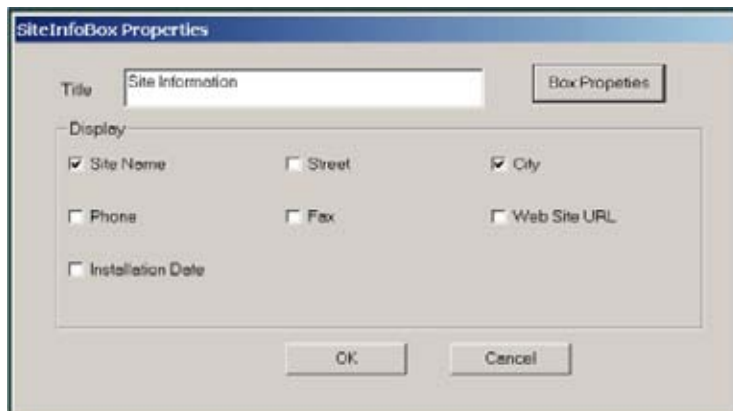 SiteInfoBox Properties
Title Site Information Box Propeties
Display
Site Name Street City
Phone Fax Web Site URL
Installation Date
OK Cancel